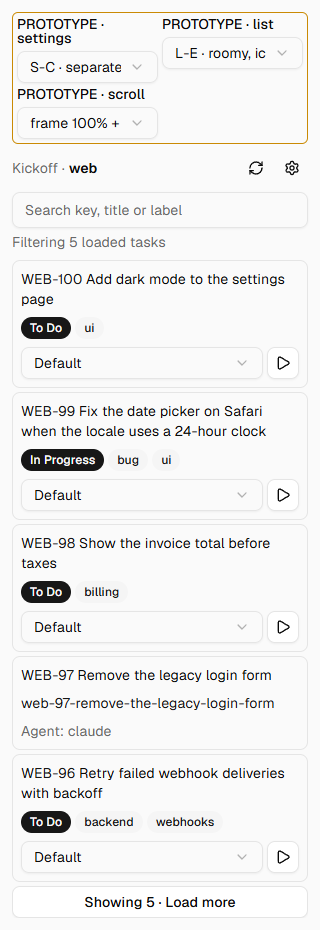 PROTOTYPE · settings
S-C · separate
PROTOTYPE · list
L-E · roomy, ic
PROTOTYPE · scroll
frame 100% +
Kickoff · web
Search key, title or label
Filtering 5 loaded tasks
WEB-100 Add dark mode to the settings
page
To Do ui
Default
WEB-99 Fix the date picker on Safari
when the locale uses a 24-hour clock
In Progress bug ui
Default
WEB-98 Show the invoice total before
taxes
To Do billing
Default
WEB-97 Remove the legacy login form
web-97-remove-the-legacy-login-form
Agent: claude
WEB-96 Retry failed webhook deliveries
with backoff
To Do backend webhooks
Default
Showing 5 · Load more